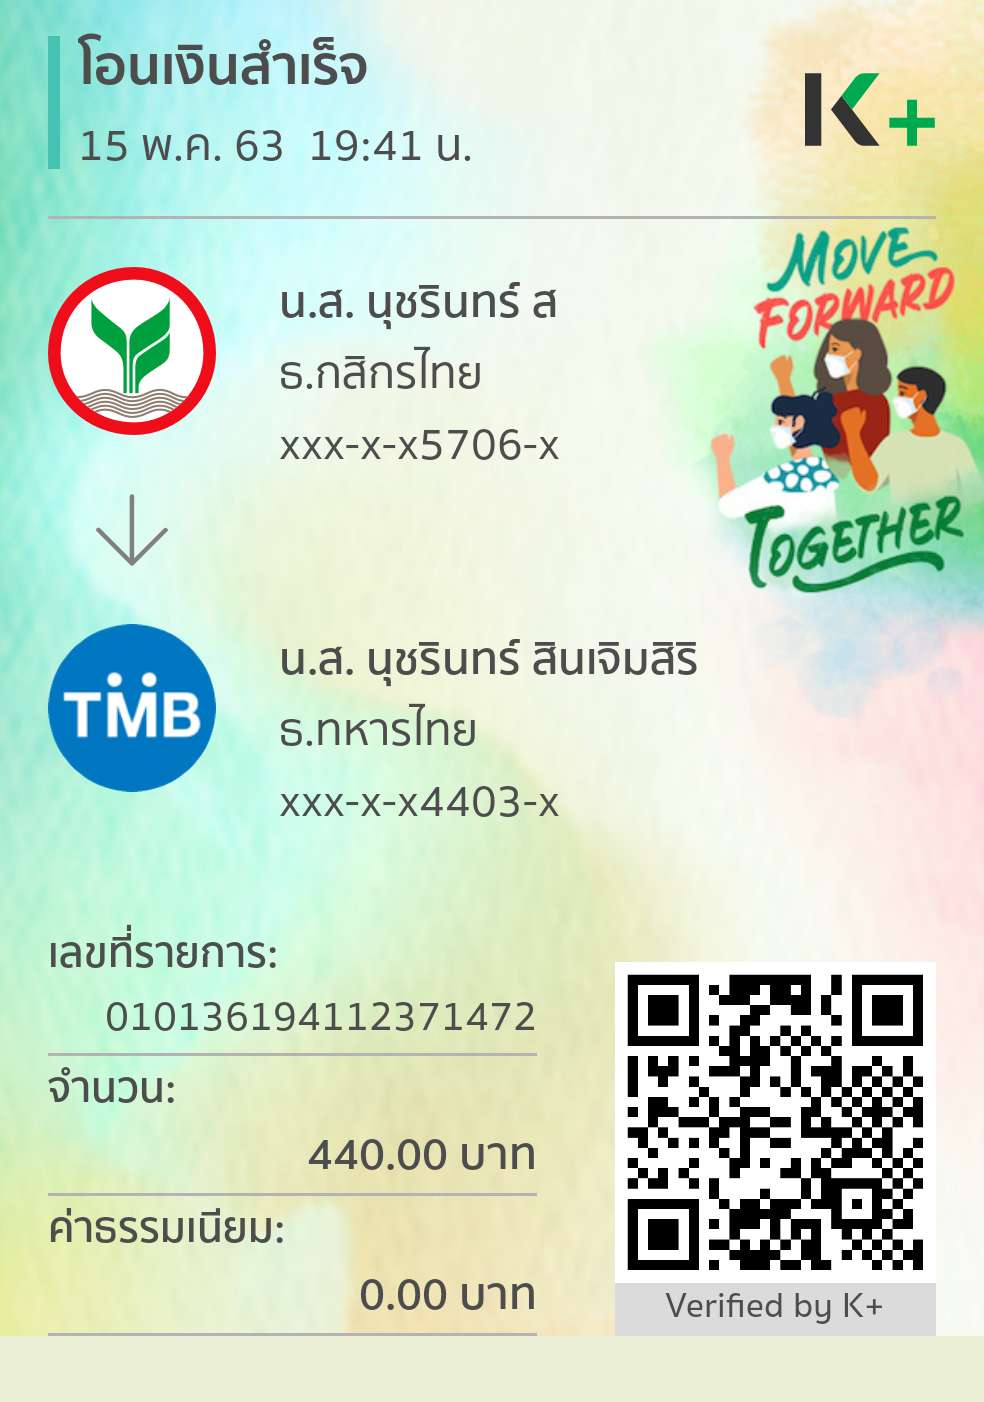 โอนเงินสำเร็จ
15 พ.ค. 63  19:41 น.
K+
MOVE
FORWARD
TOGETHER
น.ส. นุชรินทร์ ส
ธ.กสิกรไทย
xxx-x-x5706-x
TMB
น.ส. นุชรินทร์ สินเจิมสิริ
ธ.ทหารไทย
xxx-x-x4403-x
เลขที่รายการ:
010136194112371472
จำนวน:
440.00 บาท
ค่าธรรมเนียม:
0.00 บาท
Verified by K+